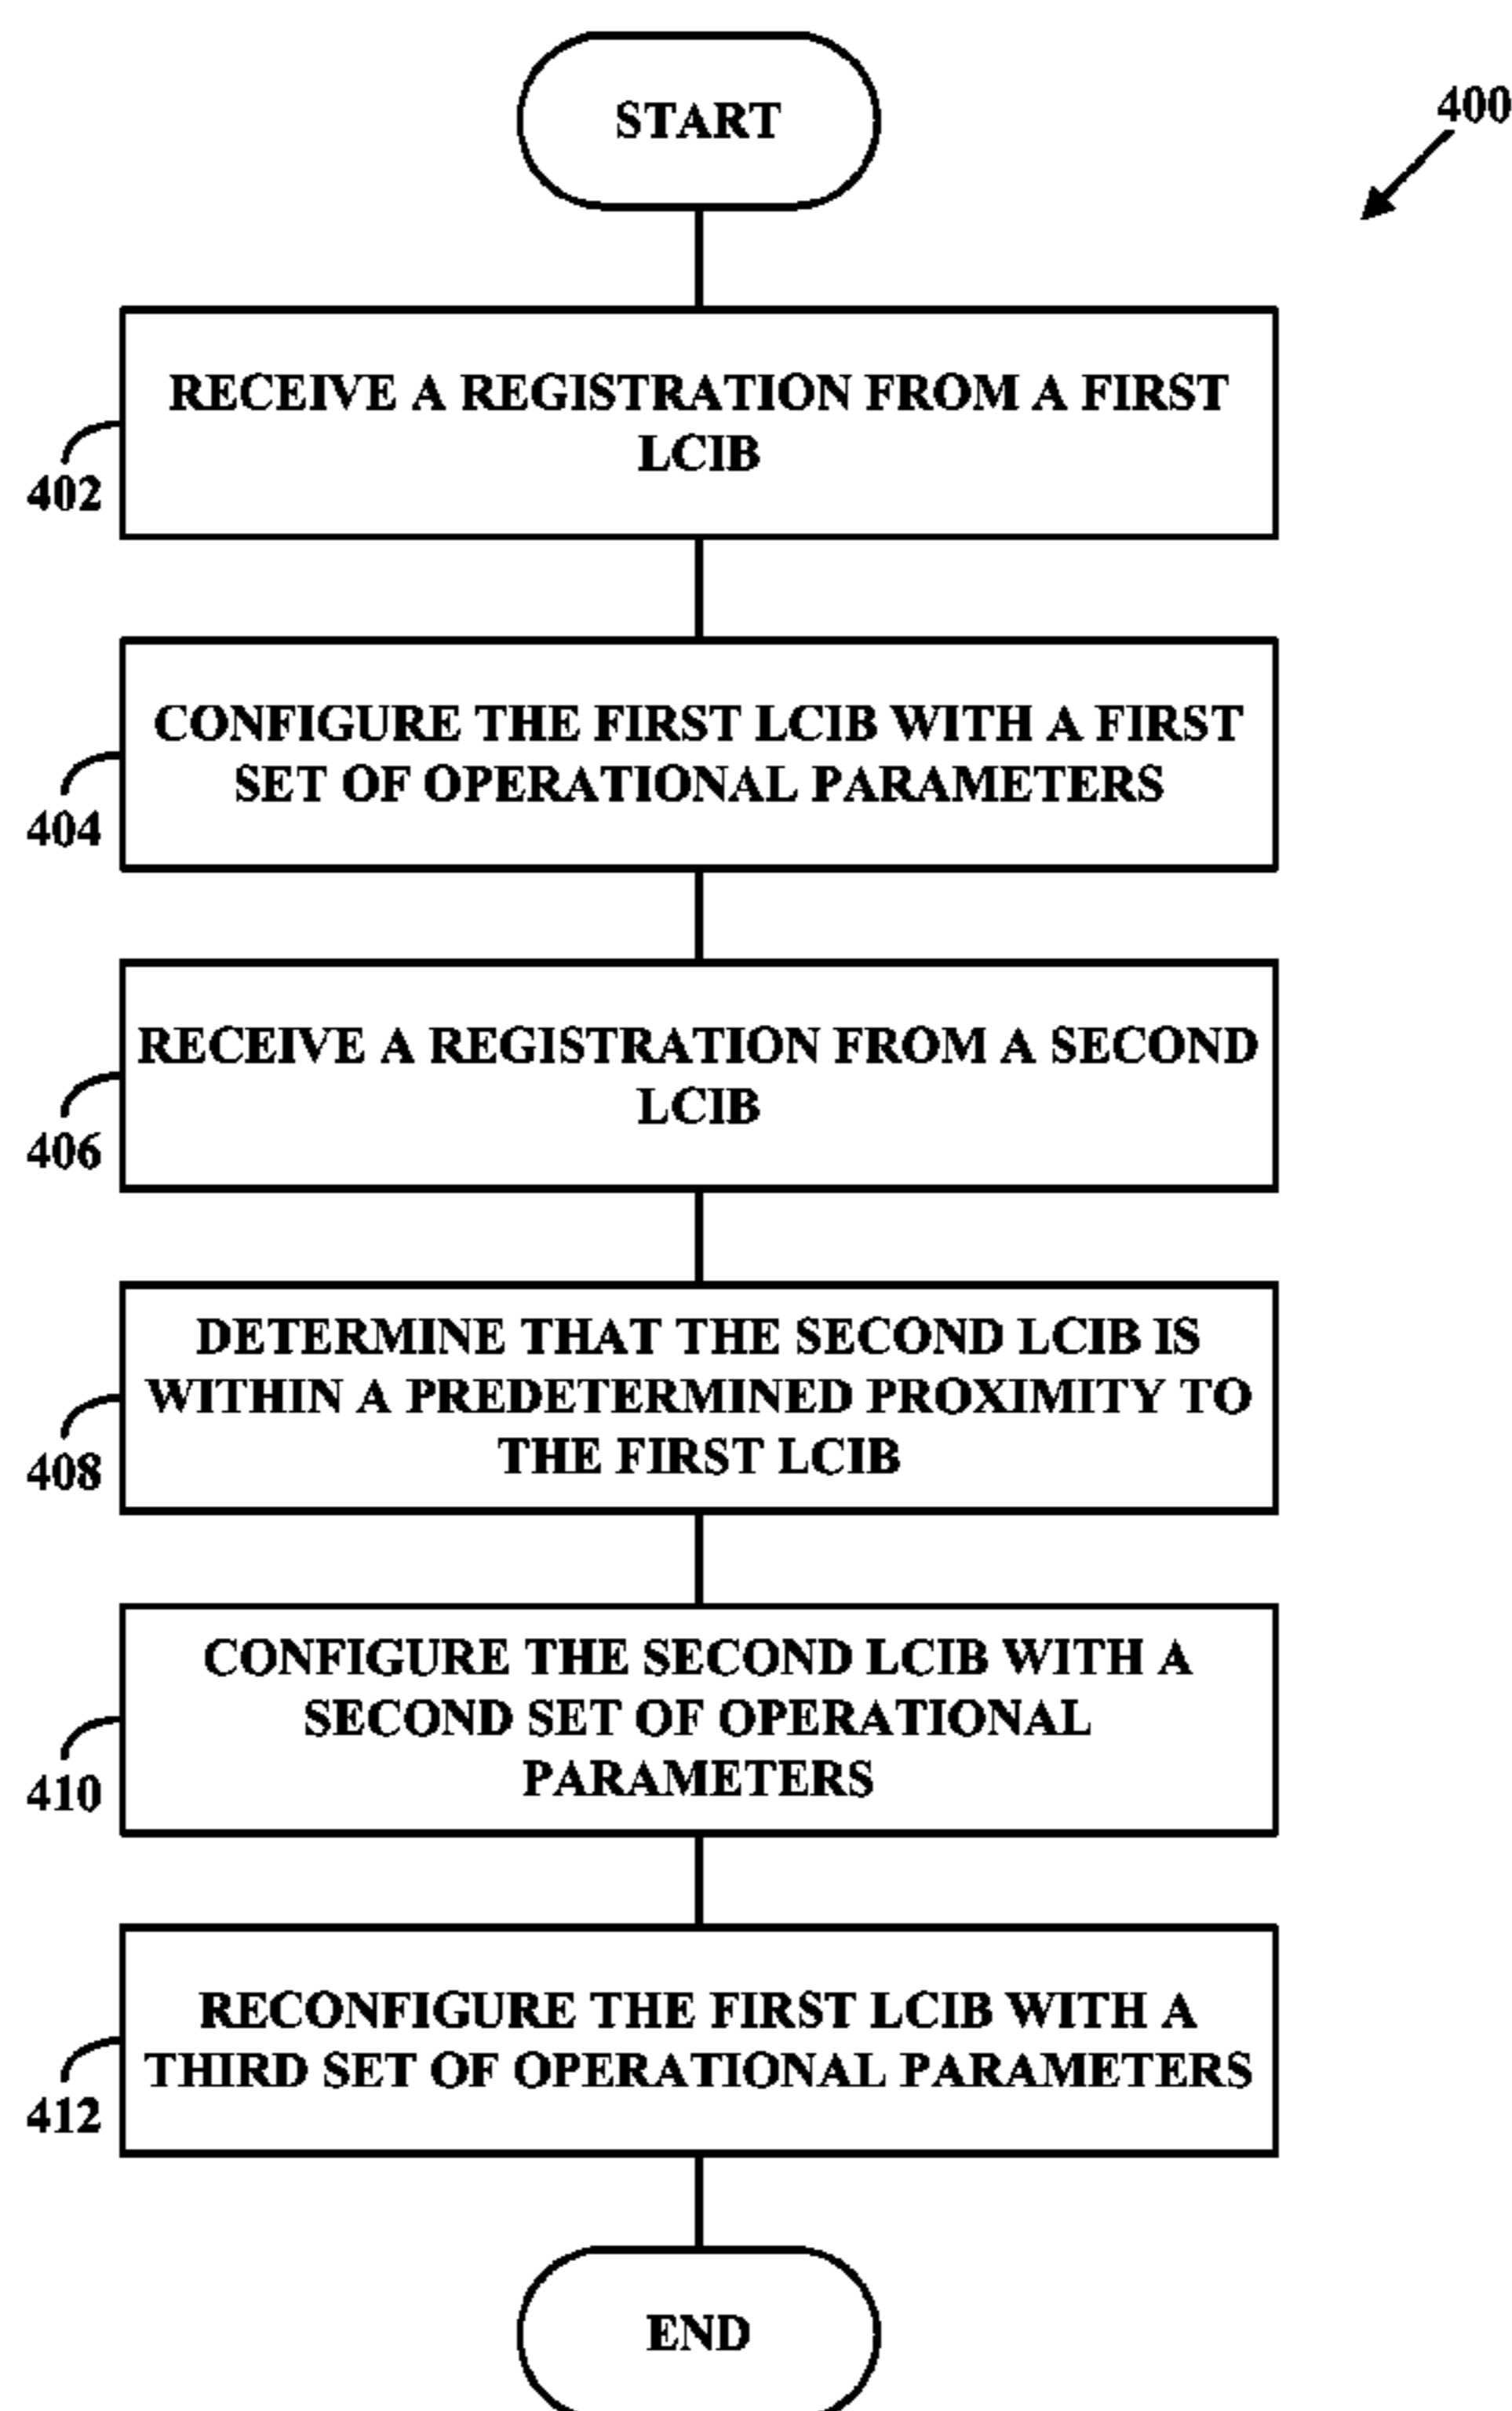 START
400
RECEIVE A REGISTRATION FROM A FIRST
LCIB
402
CONFIGURE THE FIRST LCIB WITH A FIRST
SET OF OPERATIONAL PARAMETERS
404
RECEIVE A REGISTRATION FROM A SECOND
LCIB
406
DETERMINE THAT THE SECOND LCIB IS
WITHIN A PREDETERMINED PROXIMITY TO
THE FIRST LCIB
408
CONFIGURE THE SECOND LCIB WITH A
SECOND SET OF OPERATIONAL
PARAMETERS
410
RECONFIGURE THE FIRST LCIB WITH A
THIRD SET OF OPERATIONAL PARAMETERS
412
END